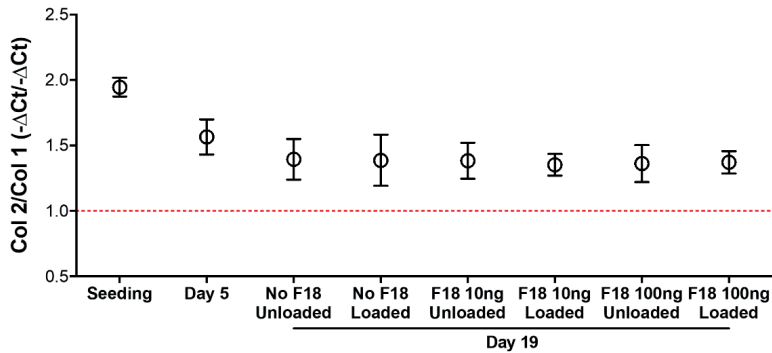 Col 2/Col 1 (-ΔCt/-ΔCt)
2.5
2.0
1.5
1.0
0.5
Seeding
Day 5
No F18
Unloaded
No F18
Loaded
F18 10ng
Unloaded
F18 10ng
Loaded
F18 100ng
Unloaded
F18 100ng
Loaded
Day 19